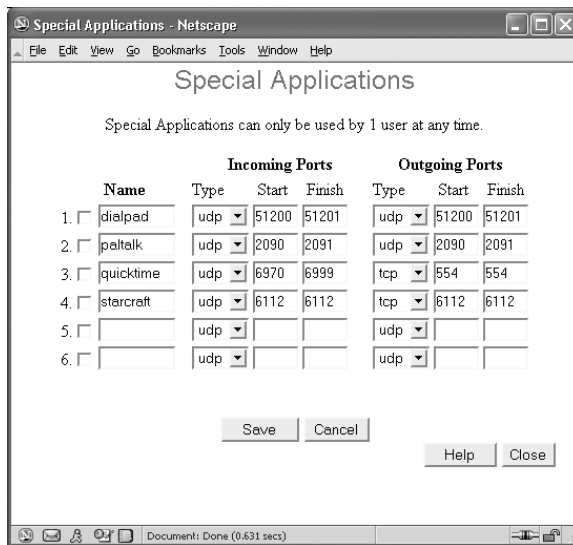 Special Applications - Netscape
File Edit View Go Bookmarks Tools Window Help
Special Applications
Special Applications can only be used by 1 user at any time.
Incoming Ports Outgoing Ports
Name Type Start Finish Type Start Finish
1. dialpad udp 51200 51201 udp 51200 51201
2. paltalk udp 2090 2091 udp 2090 2091
3. quicktime udp 6970 6999 tcp 554 554
4. starcraft udp 6112 6112 tcp 6112 6112
5. udp udp
6. udp udp
Save Cancel
Help Close
Document: Done (0.631 secs)